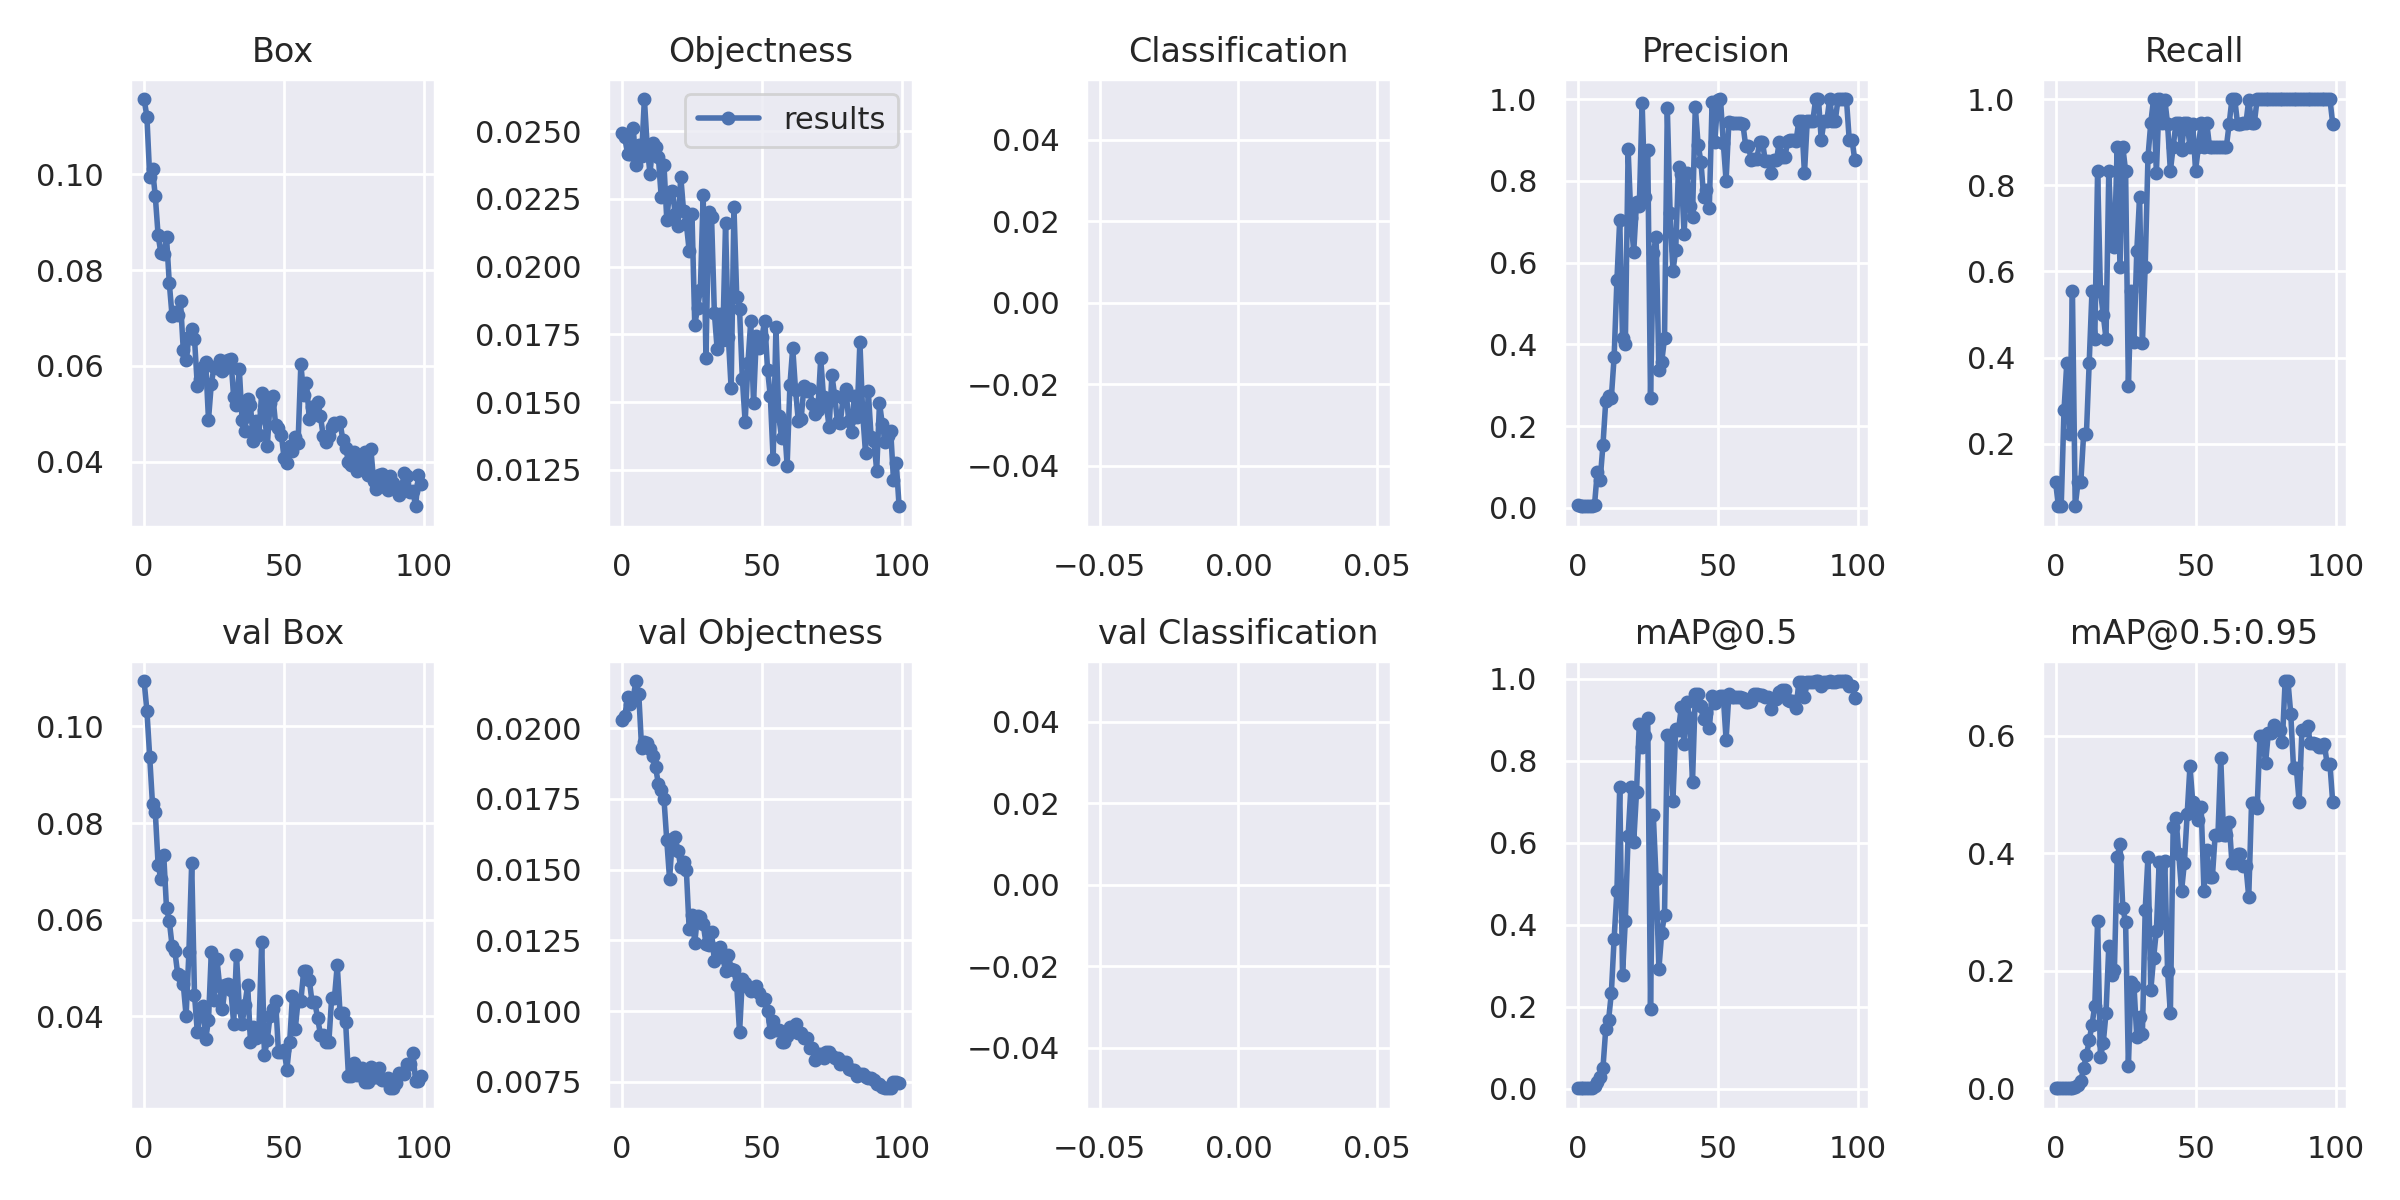 Box Objectness Classification Precision Recall
results
0.10 0.08 0.06 0.04
0 50 100
0.0250 0.0225 0.0200 0.0175 0.0150 0.0125
0 50 100
0.04 0.02 0.00 −0.02 −0.04
−0.05 0.00 0.05
1.0 0.8 0.6 0.4 0.2 0.0
0 50 100
1.0 0.8 0.6 0.4 0.2
0 50 100
val Box val Objectness val Classification mAP@0.5 mAP@0.5:0.95
0.10 0.08 0.06 0.04
0 50 100
0.0200 0.0175 0.0150 0.0125 0.0100 0.0075
0 50 100
0.04 0.02 0.00 −0.02 −0.04
−0.05 0.00 0.05
1.0 0.8 0.6 0.4 0.2 0.0
0 50 100
0.6 0.4 0.2 0.0
0 50 100